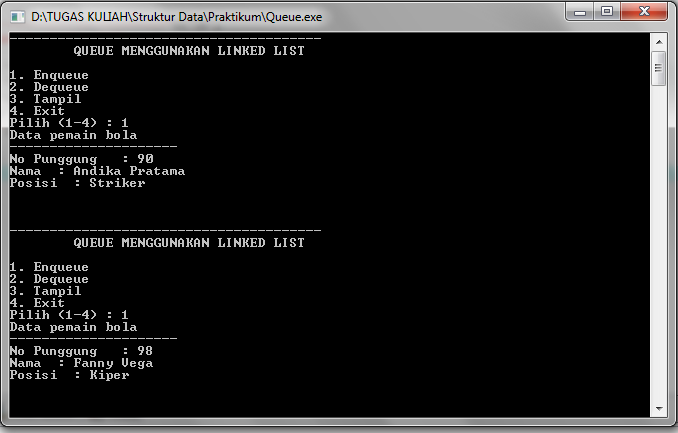 D:\TUGAS KULIAH\Struktur Data\Praktikum\Queue.exe
---------------------------------------
QUEUE MENGGUNAKAN LINKED LIST
1. Enqueue
2. Dequeue
3. Tampil
4. Exit
Pilih (1-4) : 1
Data pemain bola
---------------------
No Punggung   : 90
Nama  : Andika Pratama
Posisi  : Striker
---------------------------------------
QUEUE MENGGUNAKAN LINKED LIST
1. Enqueue
2. Dequeue
3. Tampil
4. Exit
Pilih (1-4) : 1
Data pemain bola
---------------------
No Punggung   : 98
Nama  : Fanny Vega
Posisi  : Kiper